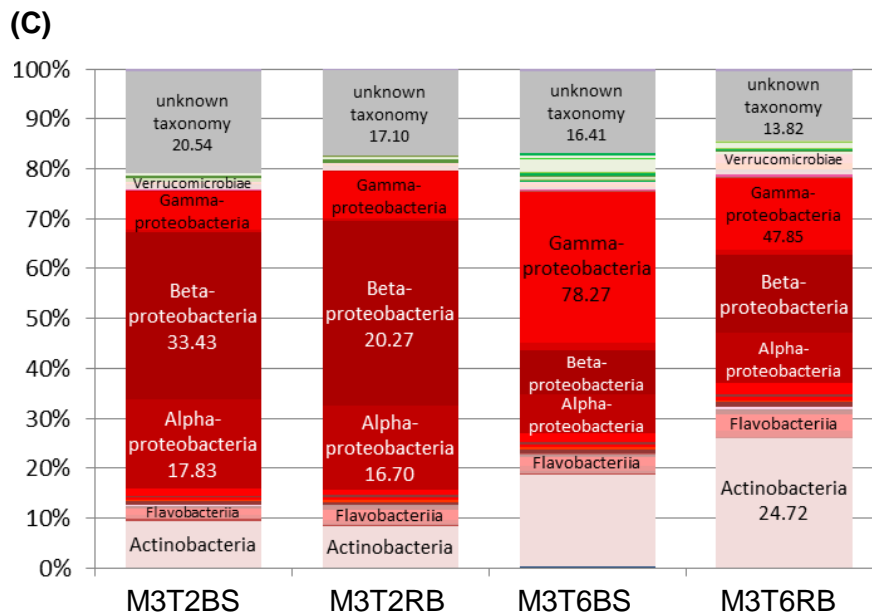 (C)
100%
90%
80%
70%
60%
50%
40%
30%
20%
10%
0%
unknown
taxonomy
20.54
Verrucomicrobiae
Gamma-
proteobacteria
Beta-
proteobacteria
33.43
Alpha-
proteobacteria
17.83
Flavobacteriia
Actinobacteria
unknown
taxonomy
17.10
Gamma-
proteobacteria
Beta-
proteobacteria
20.27
Alpha-
proteobacteria
16.70
Flavobacteriia
Actinobacteria
unknown
taxonomy
16.41
Gamma-
proteobacteria
78.27
Beta-
proteobacteria
Alpha-
proteobacteria
Flavobacteriia
unknown
taxonomy
13.82
Verrucomicrobiae
Gamma-
proteobacteria
47.85
Beta-
proteobacteria
Alpha-
proteobacteria
Flavobacteriia
Actinobacteria
24.72
M3T2BS
M3T2RB
M3T6BS
M3T6RB